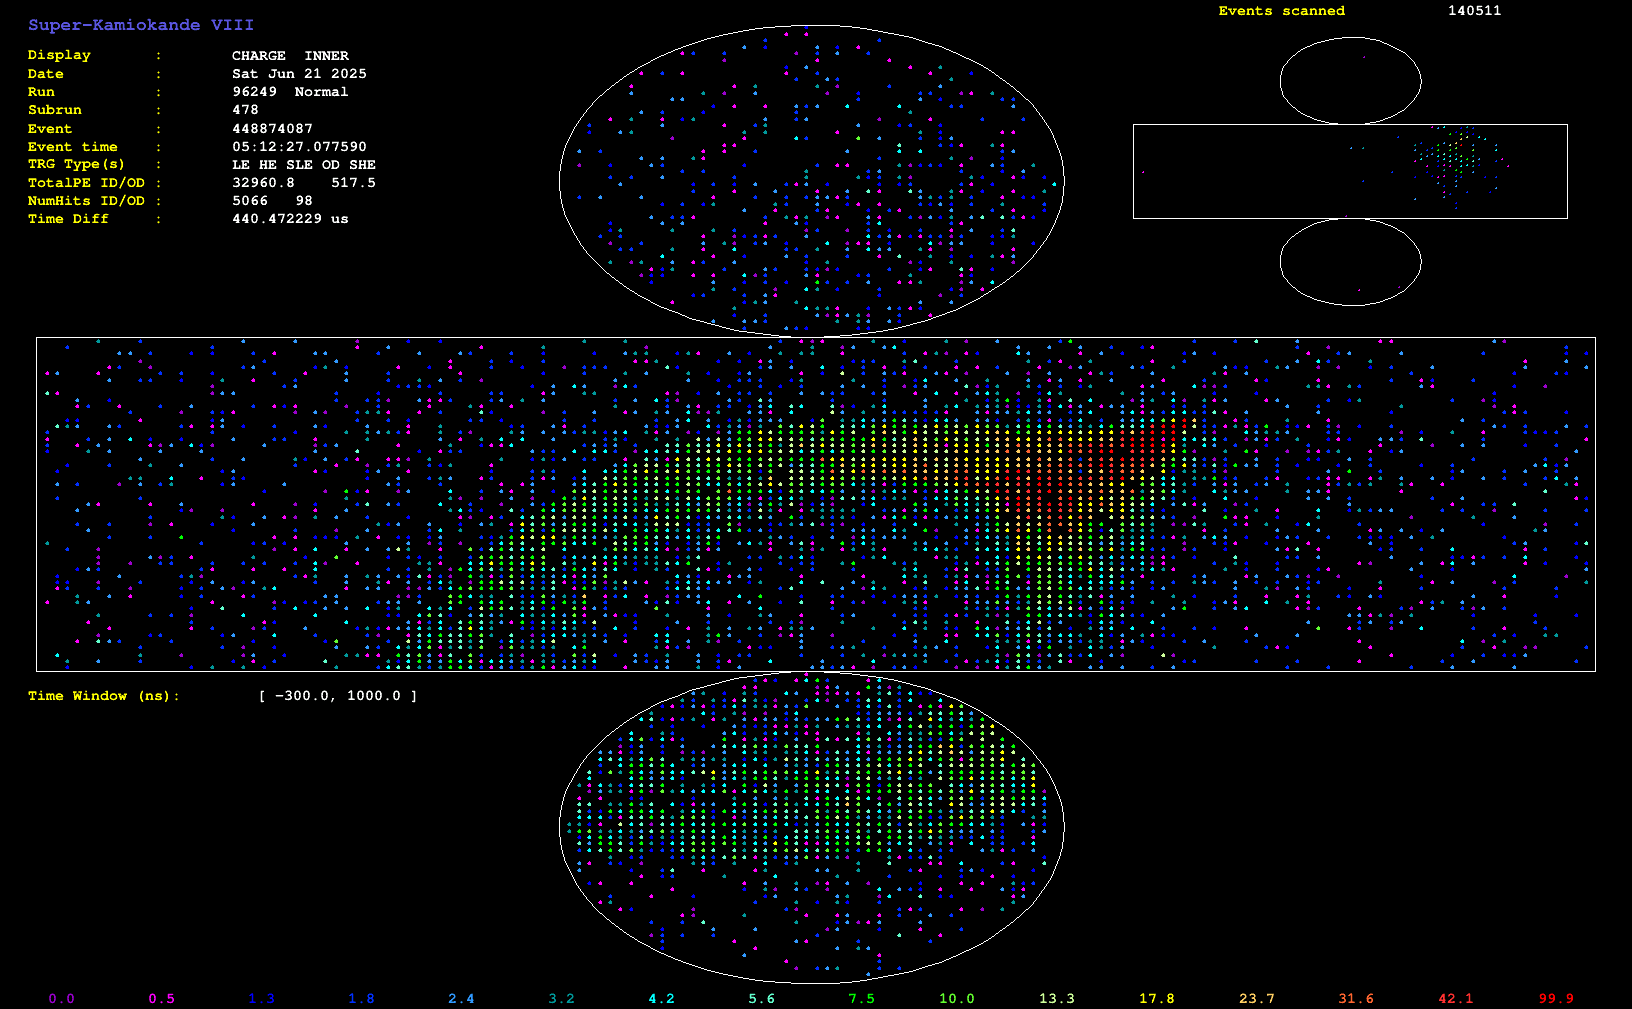 Super-Kamiokande VIII
Events scanned 140511
Display : CHARGE INNER
Date : Sat Jun 21 2025
Run : 96249 Normal
Subrun : 478
Event : 448874087
Event time : 05:12:27.077590
TRG Type(s) : LE HE SLE OD SHE
TotalPE ID/OD : 32960.8 517.5
NumHits ID/OD : 5066 98
Time Diff : 440.472229 us
Time Window (ns): [ -300.0, 1000.0 ]
0.0 0.5 1.3 1.8 2.4 3.2 4.2 5.6 7.5 10.0 13.3 17.8 23.7 31.6 42.1 99.9